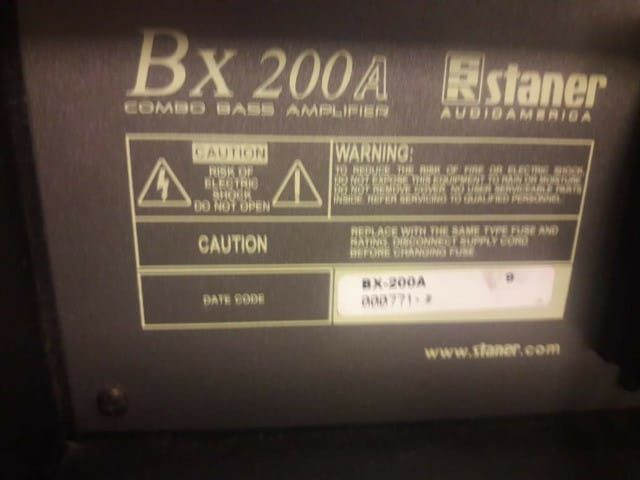 BX 200A
COMBO BASS AMPLIFIER
SR staner
AUDIOAMERICA
CAUTION
RISK OF
ELECTRIC
SHOCK
DO NOT OPEN
WARNING:
TO REDUCE THE RISK OF FIRE OR ELECTRIC SHOCK
DO NOT EXPOSE THIS EQUIPMENT TO RAIN OR MOISTURE
DO NOT REMOVE COVER. NO USER SERVICEABLE PARTS
INSIDE. REFER SERVICING TO QUALIFIED PERSONNEL.
CAUTION
REPLACE WITH THE SAME TYPE FUSE AND
RATING. DISCONNECT SUPPLY CORD
BEFORE CHANGING FUSE.
DATE CODE
BX-200A
000771-
www.staner.com